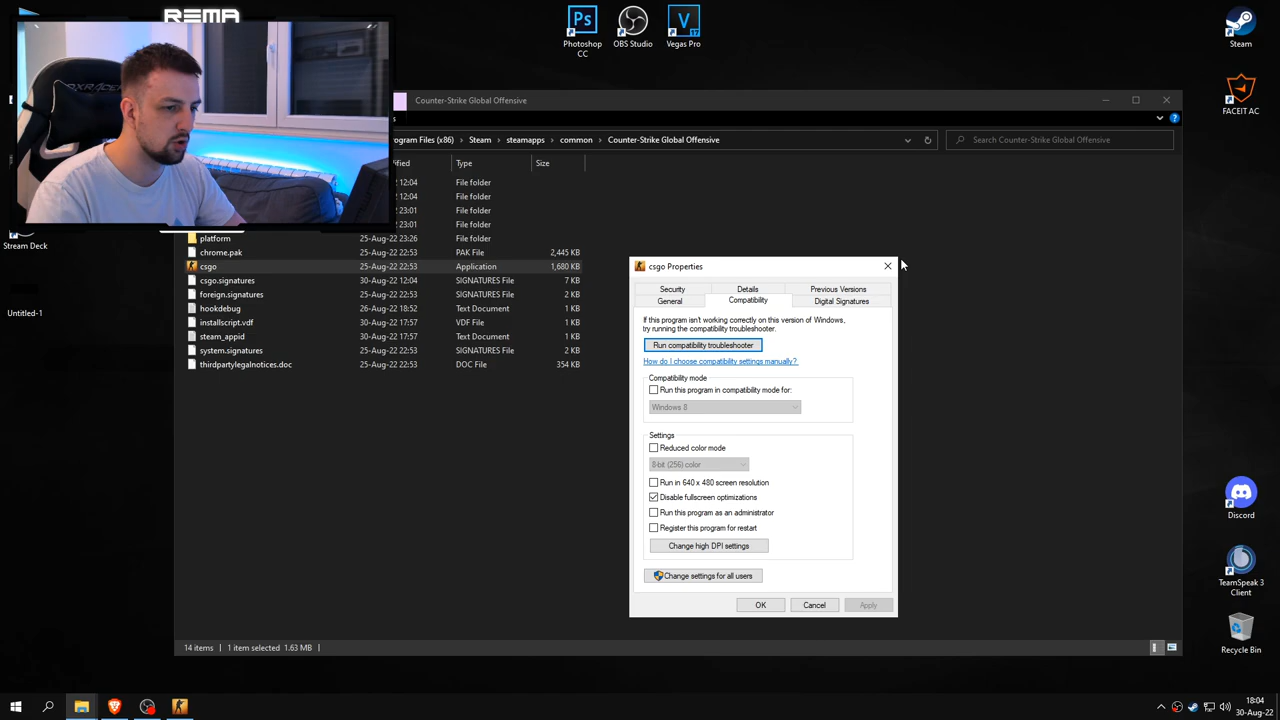 REMA
DXRACER
Photoshop
CC
OBS Studio
Vegas Pro
Steam
FACEIT AC
Discord
TeamSpeak 3
Client
Recycle Bin
Stream Deck
Untitled-1
Counter-Strike Global Offensive
rogram Files (x86) > Steam > steamapps > common > Counter-Strike Global Offensive
Search Counter-Strike Global Offensive
Type Size
12:04 File folder
12:04 File folder
23:01 File folder
23:01 File folder
platform 25-Aug-22 23:26 File folder
chrome.pak 25-Aug-22 22:53 PAK File 2,445 KB
csgo 25-Aug-22 22:53 Application 1,680 KB
csgo.signatures 30-Aug-22 12:04 SIGNATURES File 7 KB
foreign.signatures 25-Aug-22 22:53 SIGNATURES File 2 KB
hookdebug 26-Aug-22 18:52 Text Document 1 KB
installscript.vdf 30-Aug-22 17:57 VDF File 1 KB
steam_appid 30-Aug-22 17:57 Text Document 1 KB
system.signatures 25-Aug-22 22:53 SIGNATURES File 2 KB
thirdpartylegalnotices.doc 25-Aug-22 22:53 DOC File 354 KB
csgo Properties
Security Details Previous Versions
General Compatibility Digital Signatures
If this program isn't working correctly on this version of Windows,
try running the compatibility troubleshooter.
Run compatibility troubleshooter
How do I choose compatibility settings manually?
Compatibility mode
Run this program in compatibility mode for:
Windows 8
Settings
Reduced color mode
8-bit (256) color
Run in 640 x 480 screen resolution
Disable fullscreen optimizations
Run this program as an administrator
Register this program for restart
Change high DPI settings
Change settings for all users
OK Cancel Apply
14 items 1 item selected 1.63 MB
18:04
30-Aug-22